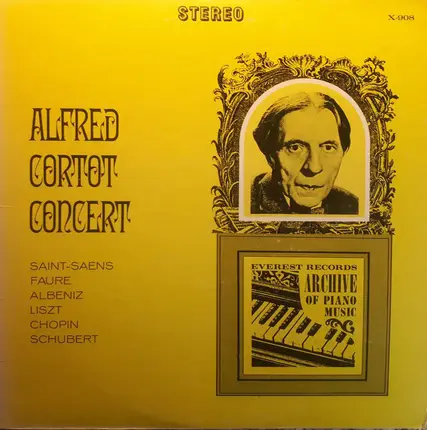 STEREO
X-908
ALFRED
CORTOT
CONCERT
SAINT-SAENS
FAURE
ALBENIZ
LISZT
CHOPIN
SCHUBERT
EVEREST RECORDS
ARCHIVE
OF PIANO
MUSIC